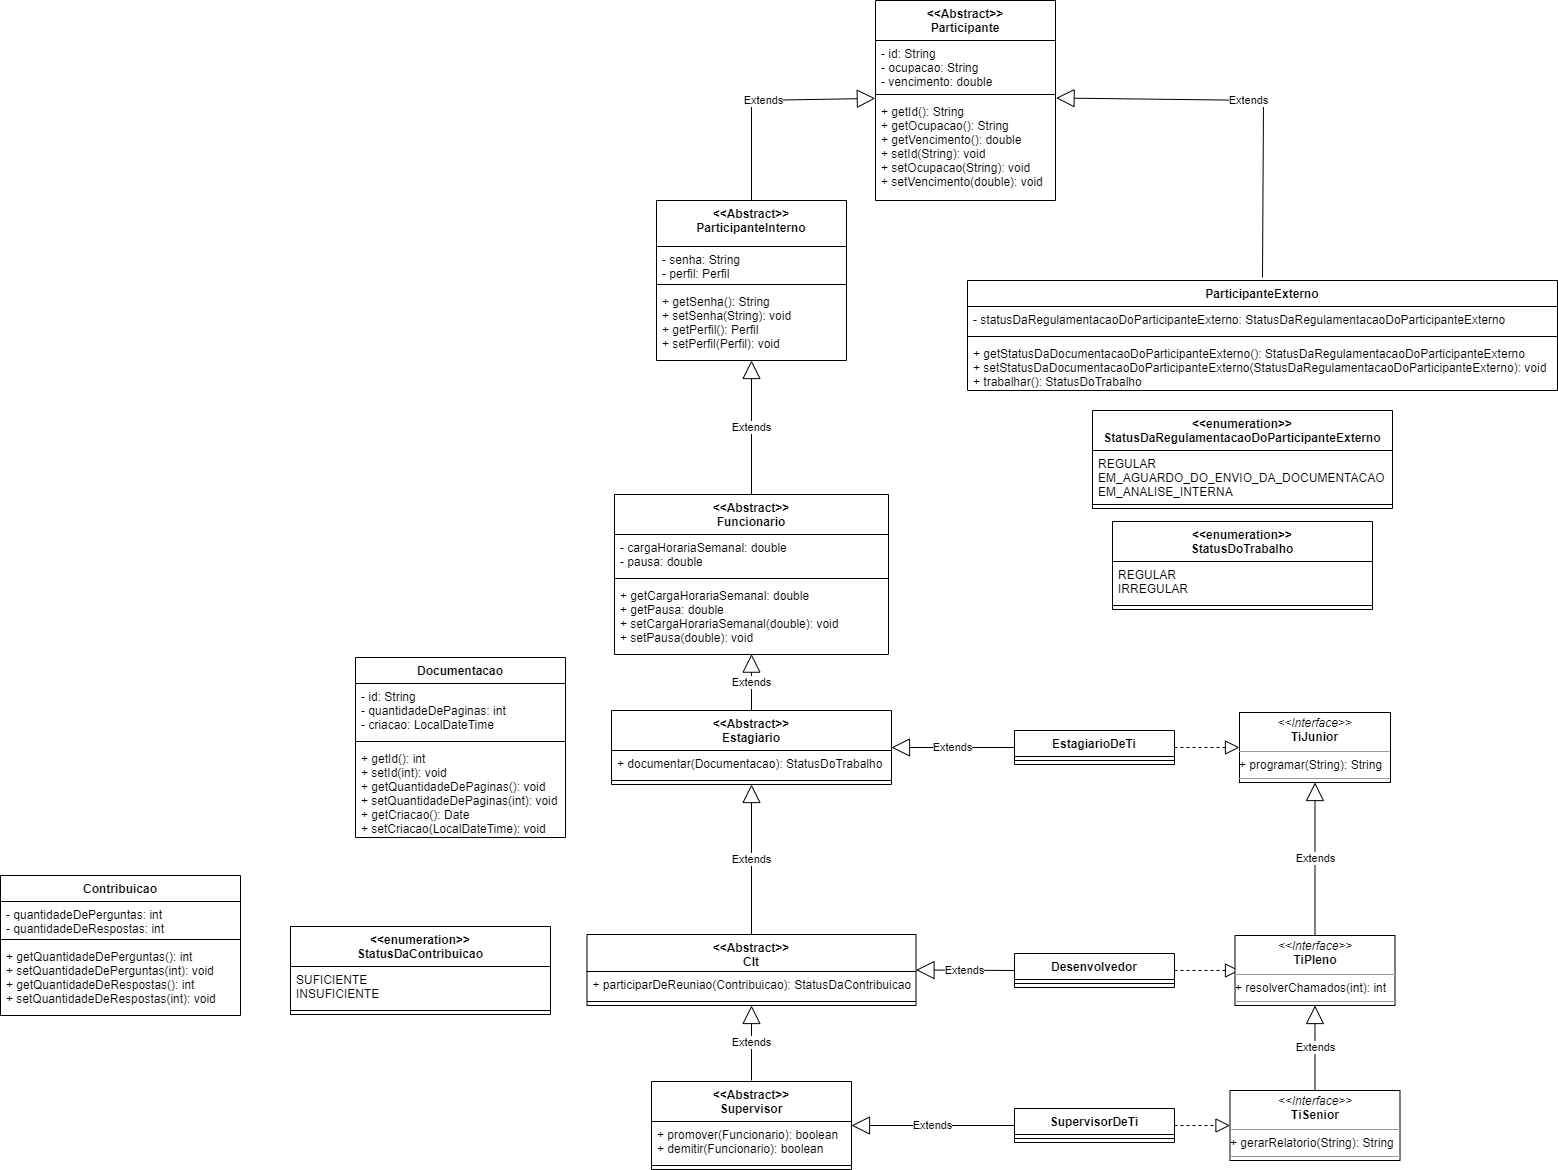 <<Abstract>>
Participante
- id: String
- ocupacao: String
- vencimento: double
+ getId(): String
+ getOcupacao(): String
+ getVencimento(): double
+ setId(String): void
+ setOcupacao(String): void
+ setVencimento(double): void
Extends
Extends
<<Abstract>>
ParticipanteInterno
- senha: String
- perfil: Perfil
+ getSenha(): String
+ setSenha(String): void
+ getPerfil(): Perfil
+ setPerfil(Perfil): void
ParticipanteExterno
- statusDaRegulamentacaoDoParticipanteExterno: StatusDaRegulamentacaoDoParticipanteExterno
+ getStatusDaDocumentacaoDoParticipanteExterno(): StatusDaRegulamentacaoDoParticipanteExterno
+ setStatusDaDocumentacaoDoParticipanteExterno(StatusDaRegulamentacaoDoParticipanteExterno): void
+ trabalhar(): StatusDoTrabalho
Extends
<<enumeration>>
StatusDaRegulamentacaoDoParticipanteExterno
REGULAR
EM_AGUARDO_DO_ENVIO_DA_DOCUMENTACAO
EM_ANALISE_INTERNA
<<Abstract>>
Funcionario
- cargaHorariaSemanal: double
- pausa: double
+ getCargaHorariaSemanal: double
+ getPausa: double
+ setCargaHorariaSemanal(double): void
+ setPausa(double): void
<<enumeration>>
StatusDoTrabalho
REGULAR
IRREGULAR
Extends
Documentacao
- id: String
- quantidadeDePaginas: int
- criacao: LocalDateTime
+ getId(): int
+ setId(int): void
+ getQuantidadeDePaginas(): void
+ setQuantidadeDePaginas(int): void
+ getCriacao(): Date
+ setCriacao(LocalDateTime): void
<<Abstract>>
Estagiario
+ documentar(Documentacao): StatusDoTrabalho
Extends
EstagiarioDeTi
<<Interface>>
TiJunior
+ programar(String): String
Extends
Extends
Contribuicao
- quantidadeDePerguntas: int
- quantidadeDeRespostas: int
+ getQuantidadeDePerguntas(): int
+ setQuantidadeDePerguntas(int): void
+ getQuantidadeDeRespostas(): int
+ setQuantidadeDeRespostas(int): void
<<enumeration>>
StatusDaContribuicao
SUFICIENTE
INSUFICIENTE
<<Abstract>>
Clt
+ participarDeReuniao(Contribuicao): StatusDaContribuicao
Extends
Desenvolvedor
<<Interface>>
TiPleno
+ resolverChamados(int): int
Extends
Extends
<<Abstract>>
Supervisor
+ promover(Funcionario): boolean
+ demitir(Funcionario): boolean
Extends
SupervisorDeTi
<<Interface>>
TiSenior
+ gerarRelatorio(String): String